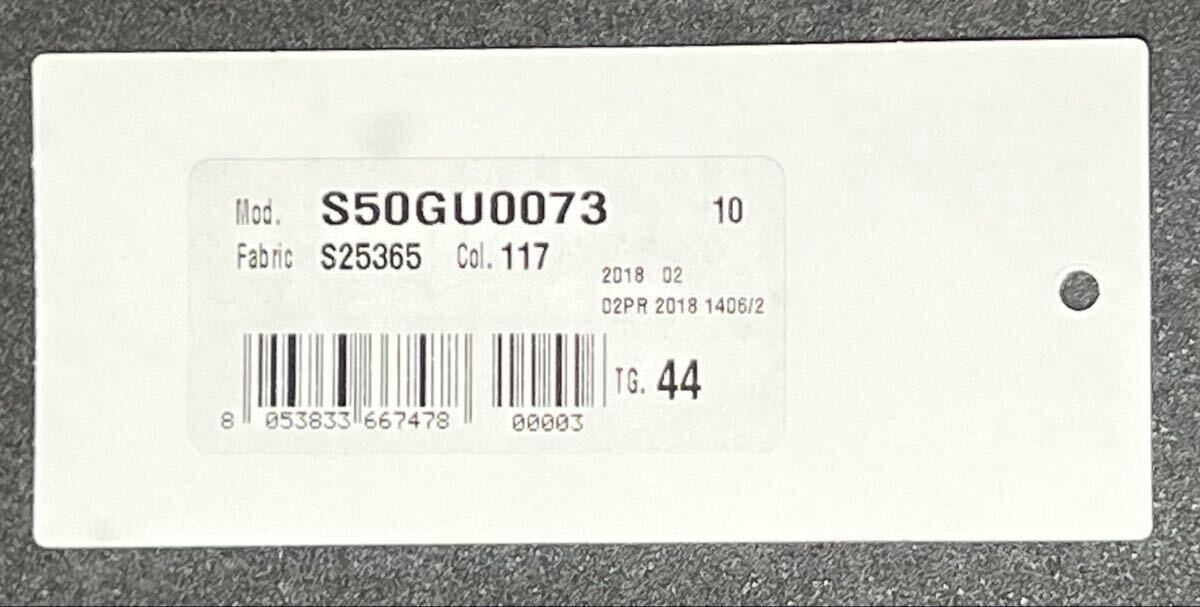 Mod. S50GU0073 10
Fabric S25365 Col. 117
2018 02
02PR 2018 1406/2
TG. 44
8 053833 667478 00003